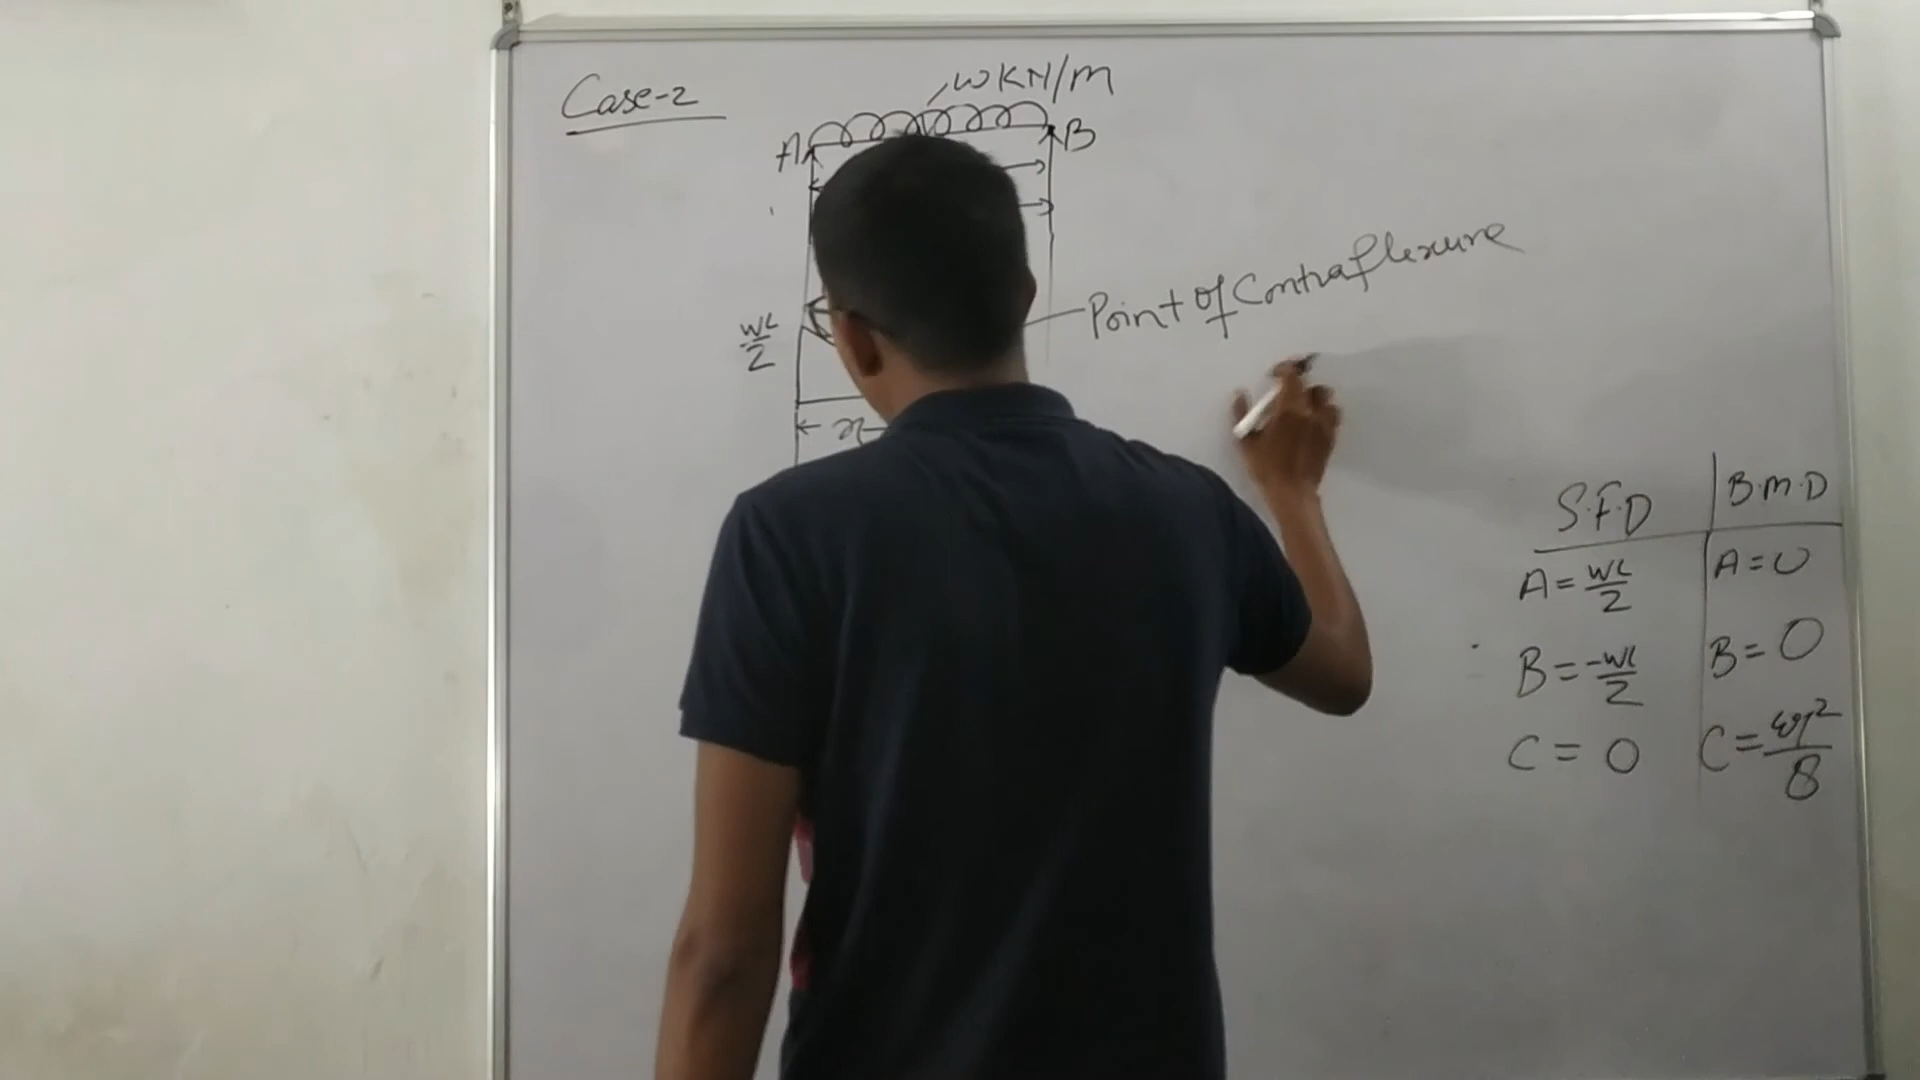 Case-2
w KN/m
A
B
Point of Contraflexure
WL/2
x
S.F.D
B.M.D
A = WL/2
A = 0
B = -WL/2
B = 0
C = 0
C = wl²/8